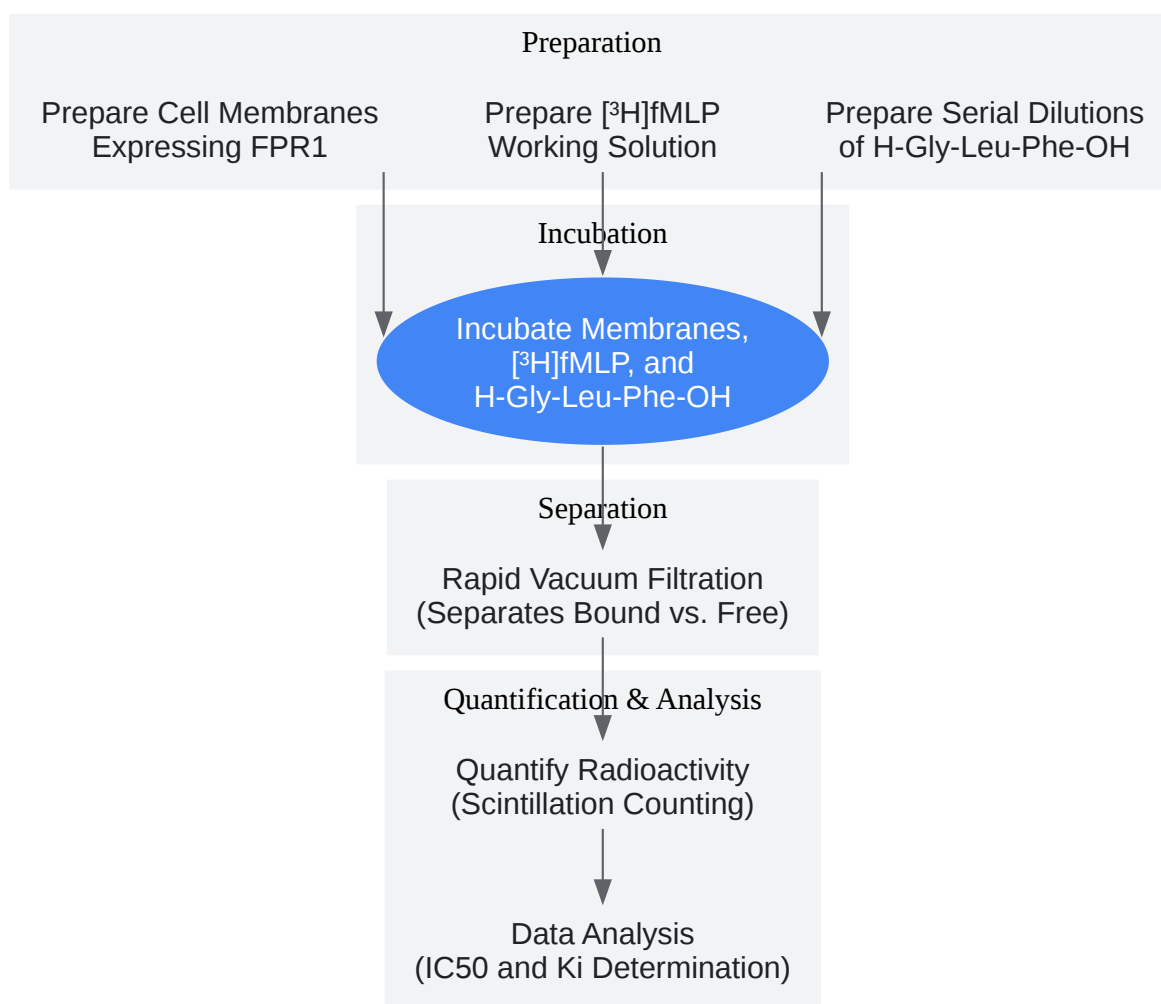 Preparation
Prepare Cell Membranes
Expressing FPR1
Prepare [³H]fMLP
Working Solution
Prepare Serial Dilutions
of H-Gly-Leu-Phe-OH
Incubation
Incubate Membranes,
[³H]fMLP, and
H-Gly-Leu-Phe-OH
Separation
Rapid Vacuum Filtration
(Separates Bound vs. Free)
Quantification & Analysis
Quantify Radioactivity
(Scintillation Counting)
Data Analysis
(IC50 and Ki Determination)